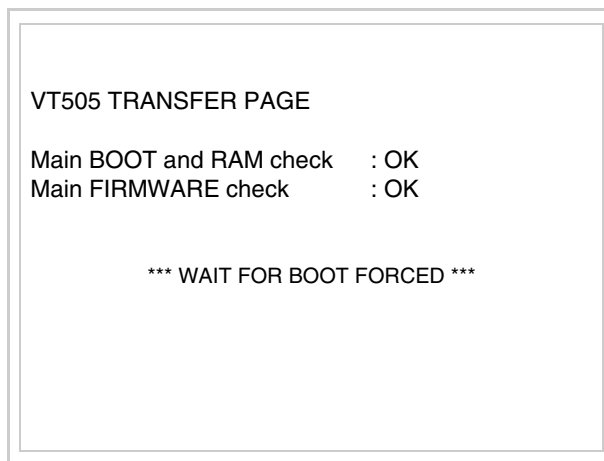 VT505 TRANSFER PAGE
Main BOOT and RAM check : OK
Main FIRMWARE check : OK
*** WAIT FOR BOOT FORCED ***